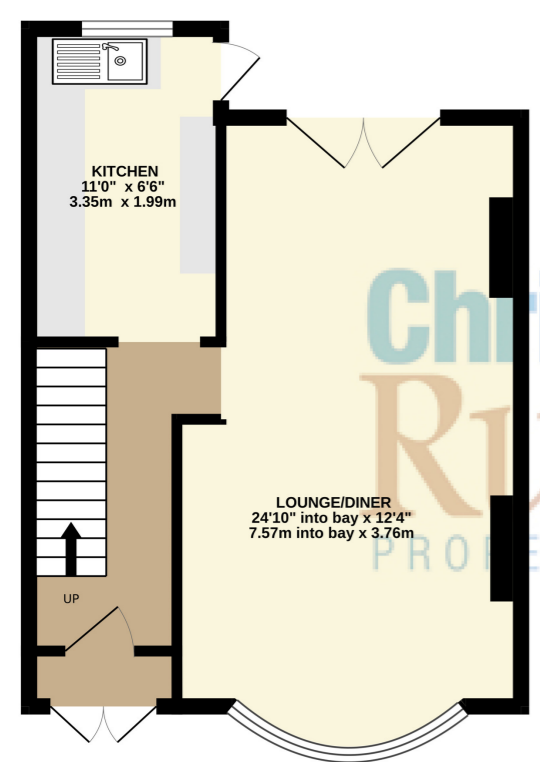 KITCHEN
11'0" x 6'6"
3.35m x 1.99m
LOUNGE/DINER
24'10" into bay x 12'4"
7.57m into bay x 3.76m
UP